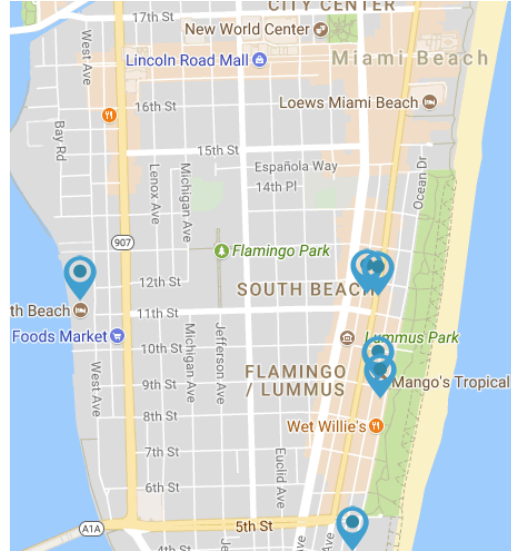 CITY CENTER
17th St
New World Center
West Ave
Lincoln Road Mall
Miami Beach
16th St
Loews Miami Beach
Bay Rd
15th St
Española Way
14th Pl
Lenox Ave
Michigan Ave
Ocean Dr
907
Flamingo Park
12th St
SOUTH BEACH
th Beach
11th St
Foods Market
Lummus Park
10th St
Michigan Ave
Jefferson Ave
FLAMINGO
/ LUMMUS
9th St
Mango's Tropical
West Ave
8th St
Wet Willie's
7th St
Euclid Ave
6th St
A1A
5th St
4th St